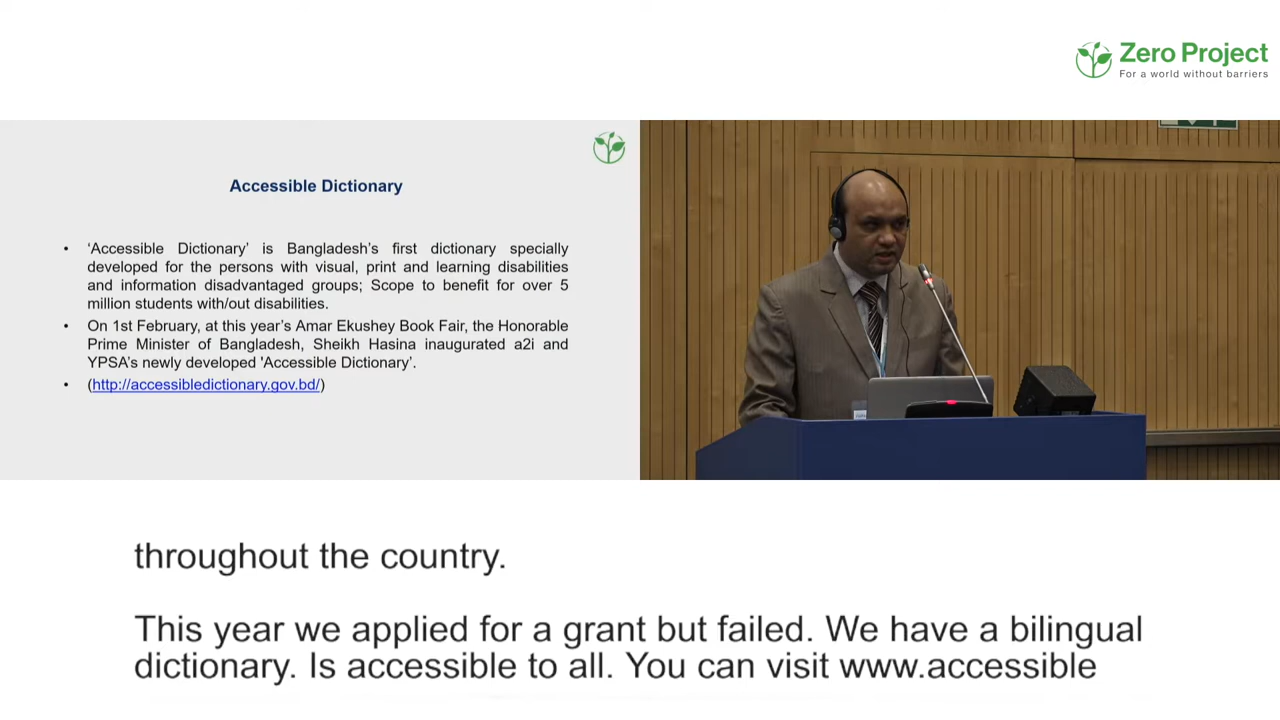 Zero Project
For a world without barriers
Accessible Dictionary
• ‘Accessible Dictionary’ is Bangladesh’s first dictionary specially
developed for the persons with visual, print and learning disabilities
and information disadvantaged groups; Scope to benefit for over 5
million students with/out disabilities.
• On 1st February, at this year’s Amar Ekushey Book Fair, the Honorable
Prime Minister of Bangladesh, Sheikh Hasina inaugurated a2i and
YPSA’s newly developed 'Accessible Dictionary’.
• (http://accessibledictionary.gov.bd/)
throughout the country.
This year we applied for a grant but failed. We have a bilingual
dictionary. Is accessible to all. You can visit www.accessible